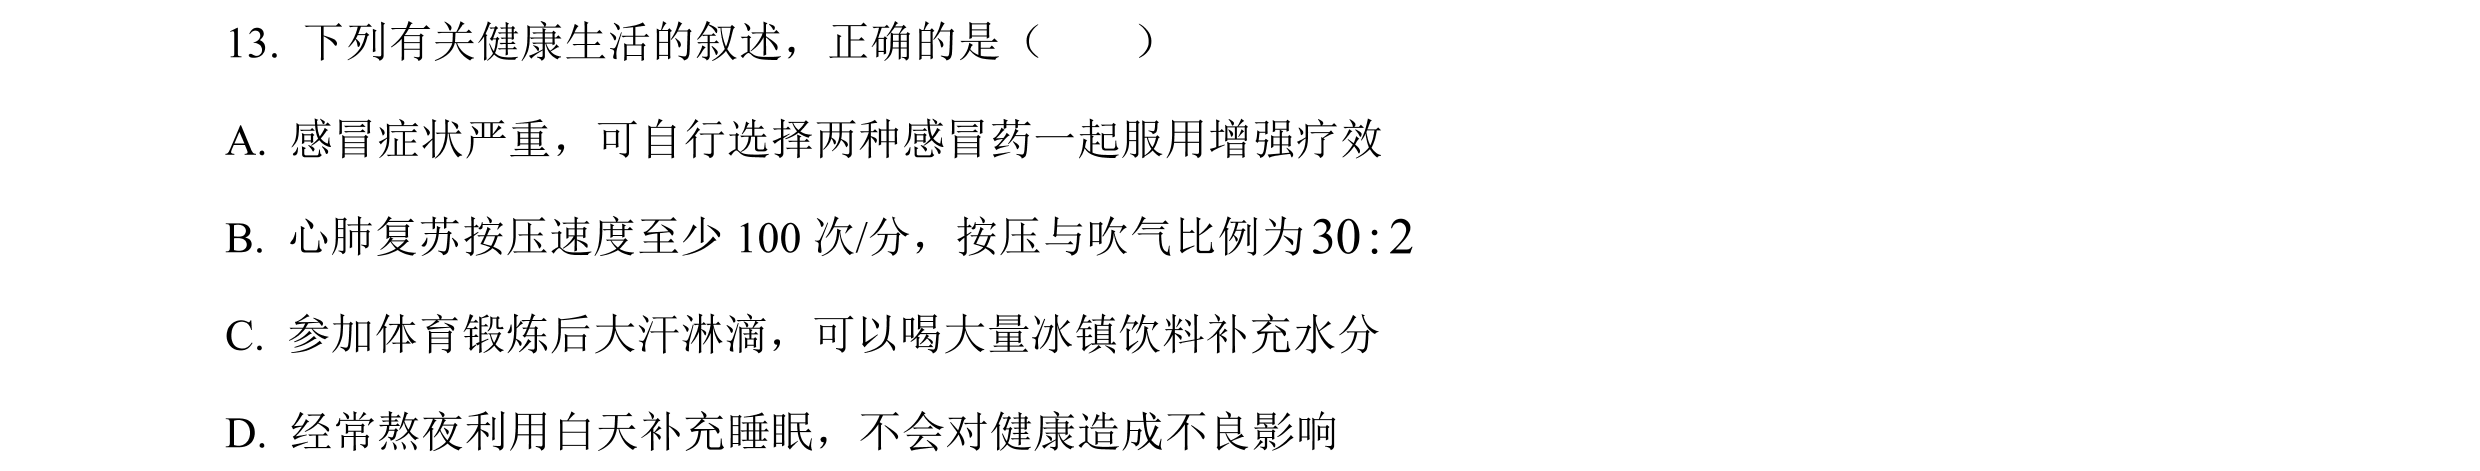 13. 下列有关健康生活的叙述，正确的是（　　）
A. 感冒症状严重，可自行选择两种感冒药一起服用增强疗效
B. 心肺复苏按压速度至少 100 次/分，按压与吹气比例为30:2
C. 参加体育锻炼后大汗淋滴，可以喝大量冰镇饮料补充水分
D. 经常熬夜利用白天补充睡眠，不会对健康造成不良影响